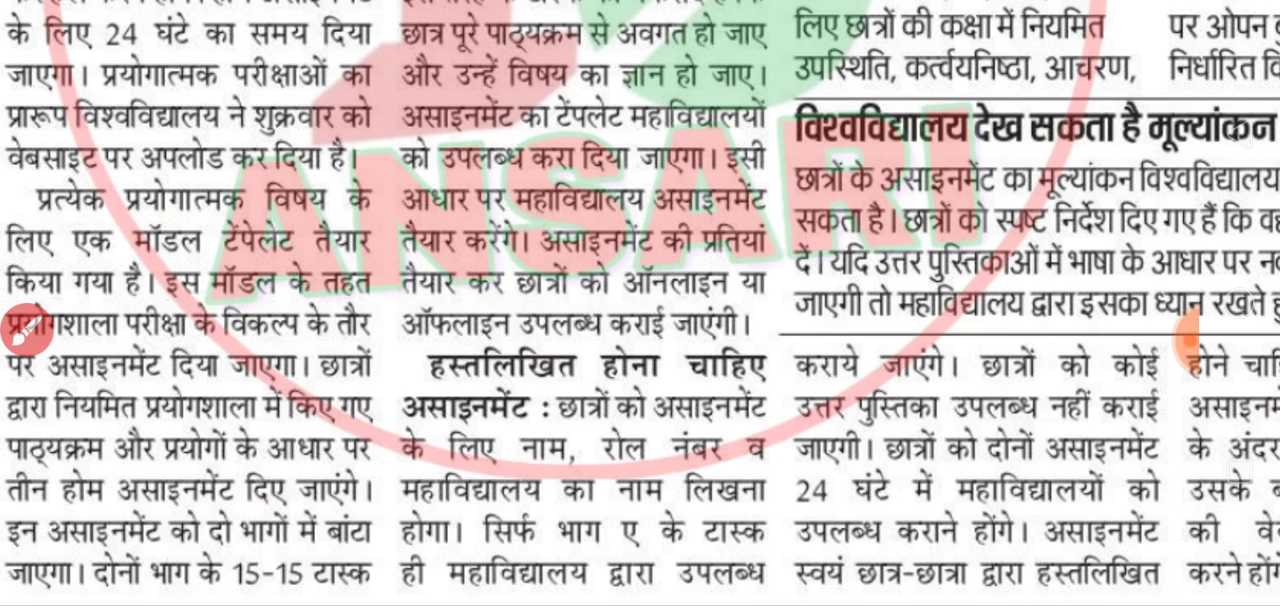 के लिए 24 घंटे का समय दिया
जाएगा। प्रयोगात्मक परीक्षाओं का
प्रारूप विश्वविद्यालय ने शुक्रवार को
वेबसाइट पर अपलोड कर दिया है।
प्रत्येक प्रयोगात्मक विषय के
लिए एक मॉडल टेंपेलेट तैयार
किया गया है। इस मॉडल के तहत
प्रयोगशाला परीक्षा के विकल्प के तौर
पर असाइनमेंट दिया जाएगा। छात्रों
द्वारा नियमित प्रयोगशाला में किए गए
पाठ्यक्रम और प्रयोगों के आधार पर
तीन होम असाइनमेंट दिए जाएंगे।
इन असाइनमेंट को दो भागों में बांटा
जाएगा। दोनों भाग के 15-15 टास्क
छात्र पूरे पाठ्यक्रम से अवगत हो जाए
और उन्हें विषय का ज्ञान हो जाए।
असाइनमेंट का टेंपलेट महाविद्यालयों
को उपलब्ध करा दिया जाएगा। इसी
आधार पर महाविद्यालय असाइनमेंट
तैयार करेंगे। असाइनमेंट की प्रतियां
तैयार कर छात्रों को ऑनलाइन या
ऑफलाइन उपलब्ध कराई जाएंगी।
हस्तलिखित होना चाहिए
असाइनमेंट : छात्रों को असाइनमेंट
के लिए नाम, रोल नंबर व
महाविद्यालय का नाम लिखना
होगा। सिर्फ भाग ए के टास्क
ही महाविद्यालय द्वारा उपलब्ध
लिए छात्रों की कक्षा में नियमित
उपस्थिति, कर्त्वयनिष्ठा, आचरण,
पर ओपन
निर्धारित
विश्वविद्यालय देख सकता है मूल्यांकन
छात्रों के असाइनमेंट का मूल्यांकन विश्वविद्यालय
सकता है। छात्रों को स्पष्ट निर्देश दिए गए हैं कि
दें। यदि उत्तर पुस्तिकाओं में भाषा के आधार पर
जाएगी तो महाविद्यालय द्वारा इसका ध्यान रखते
कराये जाएंगे। छात्रों को कोई
उत्तर पुस्तिका उपलब्ध नहीं कराई
जाएगी। छात्रों को दोनों असाइनमेंट
24 घंटे में महाविद्यालयों को
उपलब्ध कराने होंगे। असाइनमेंट
स्वयं छात्र-छात्रा द्वारा हस्तलिखित
होने
के अंदर
उसके
की
करने
ANSARI